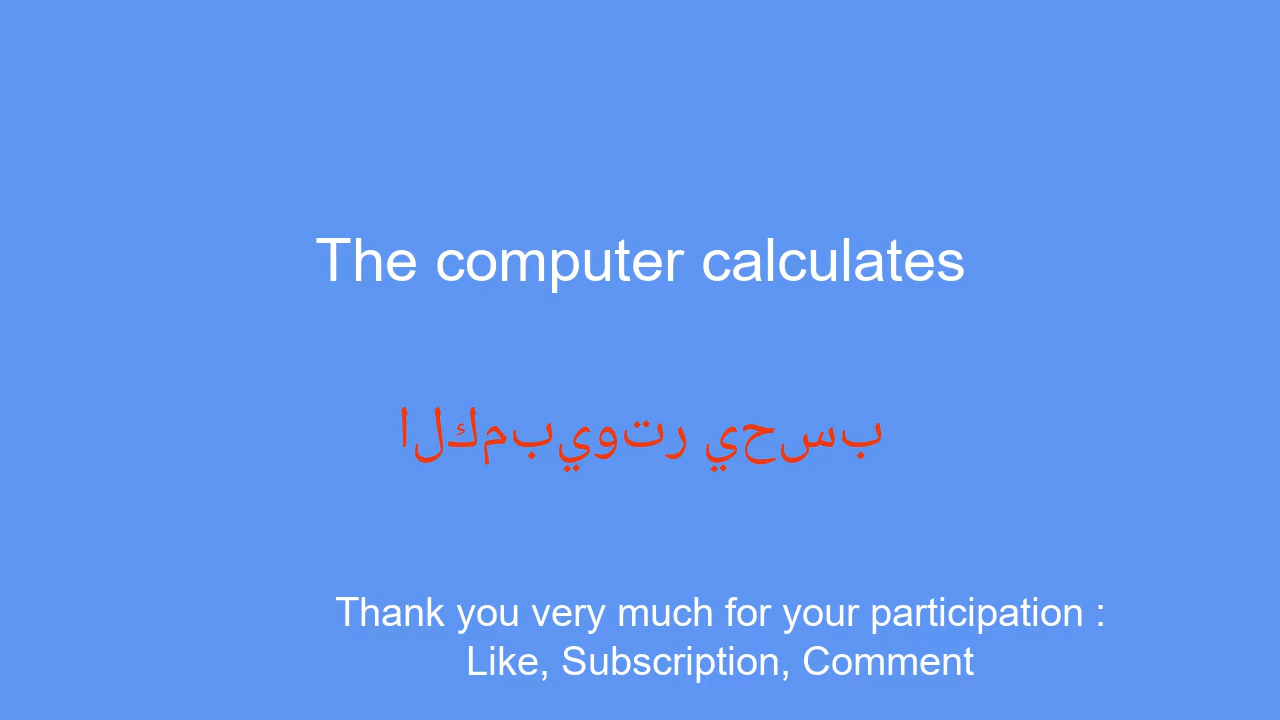 The computer calculates
الكمبيوتر يحسب
Thank you very much for your participation :
Like, Subscription, Comment